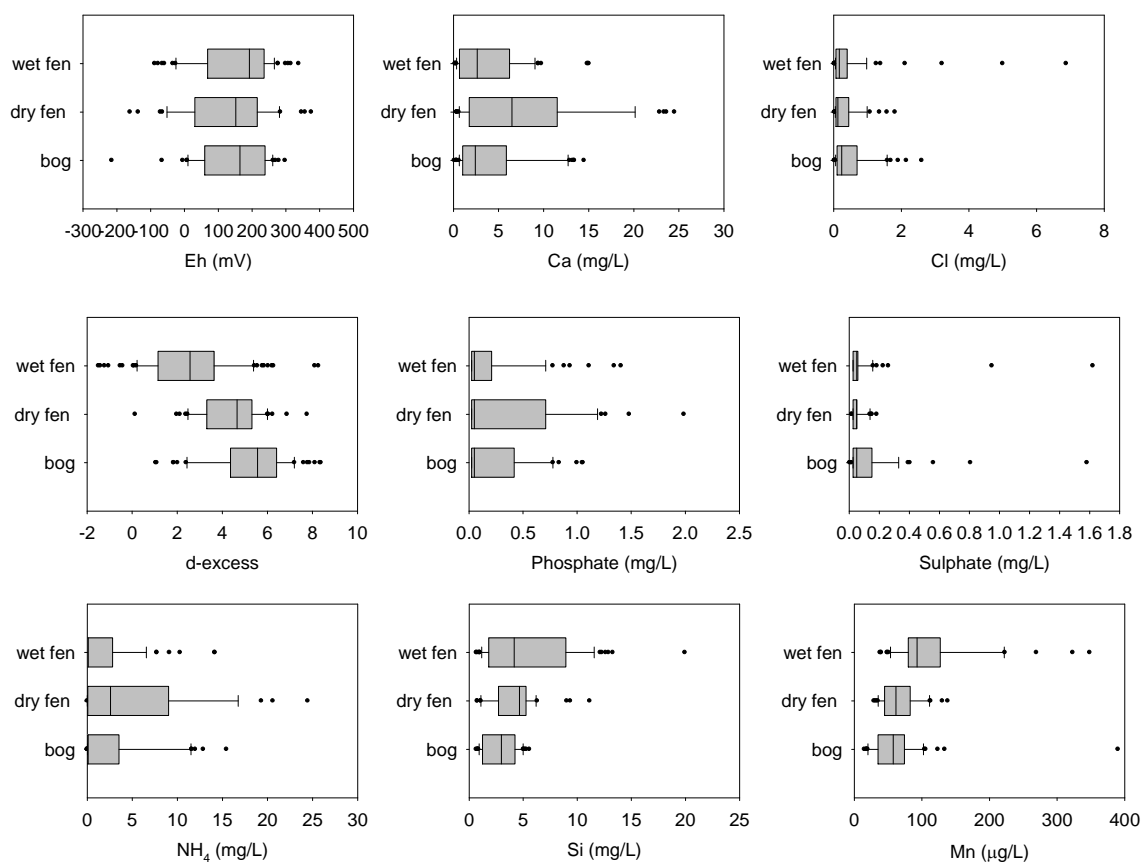 wet fen
dry fen
bog
-300 -200 -100 0 100 200 300 400 500
Eh (mV)
wet fen
dry fen
bog
0 5 10 15 20 25 30
Ca (mg/L)
wet fen
dry fen
bog
0 2 4 6 8
Cl (mg/L)
wet fen
dry fen
bog
-2 0 2 4 6 8 10
d-excess
wet fen
dry fen
bog
0.0 0.5 1.0 1.5 2.0 2.5
Phosphate (mg/L)
wet fen
dry fen
bog
0.0 0.2 0.4 0.6 0.8 1.0 1.2 1.4 1.6 1.8
Sulphate (mg/L)
wet fen
dry fen
bog
0 5 10 15 20 25 30
NH₄ (mg/L)
wet fen
dry fen
bog
0 5 10 15 20 25
Si (mg/L)
wet fen
dry fen
bog
0 100 200 300 400
Mn (μg/L)